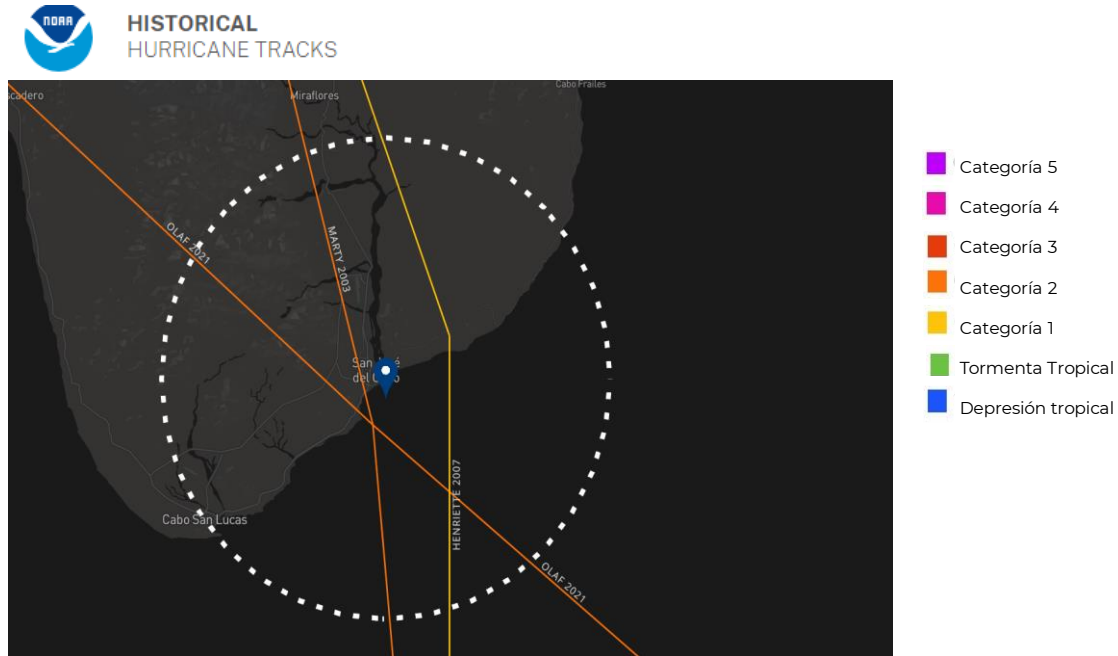 NOAA
HISTORICAL
HURRICANE TRACKS
scadero
Miraflores
Cabo Frailes
OLAF 2021
MARTY 2003
San José
del Cabo
HENRIETTE 2007
Cabo San Lucas
OLAF 2021
Categoría 5
Categoría 4
Categoría 3
Categoría 2
Categoría 1
Tormenta Tropical
Depresión tropical